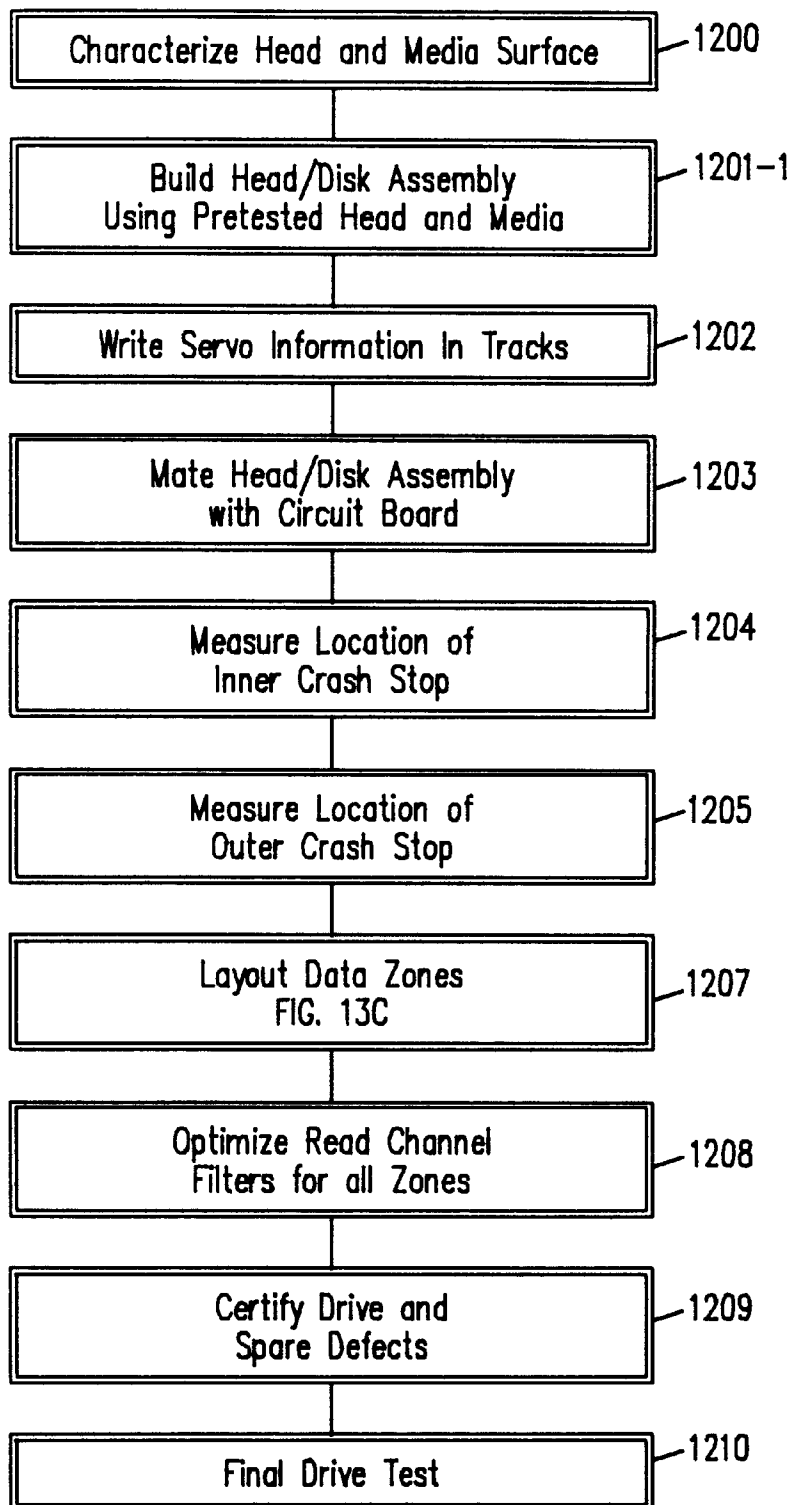 Characterize Head and Media Surface
1200
Build Head/Disk Assembly
Using Pretested Head and Media
1201-1
Write Servo Information In Tracks
1202
Mate Head/Disk Assembly
with Circuit Board
1203
Measure Location of
Inner Crash Stop
1204
Measure Location of
Outer Crash Stop
1205
Layout Data Zones
FIG. 13C
1207
Optimize Read Channel
Filters for all Zones
1208
Certify Drive and
Spare Defects
1209
Final Drive Test
1210